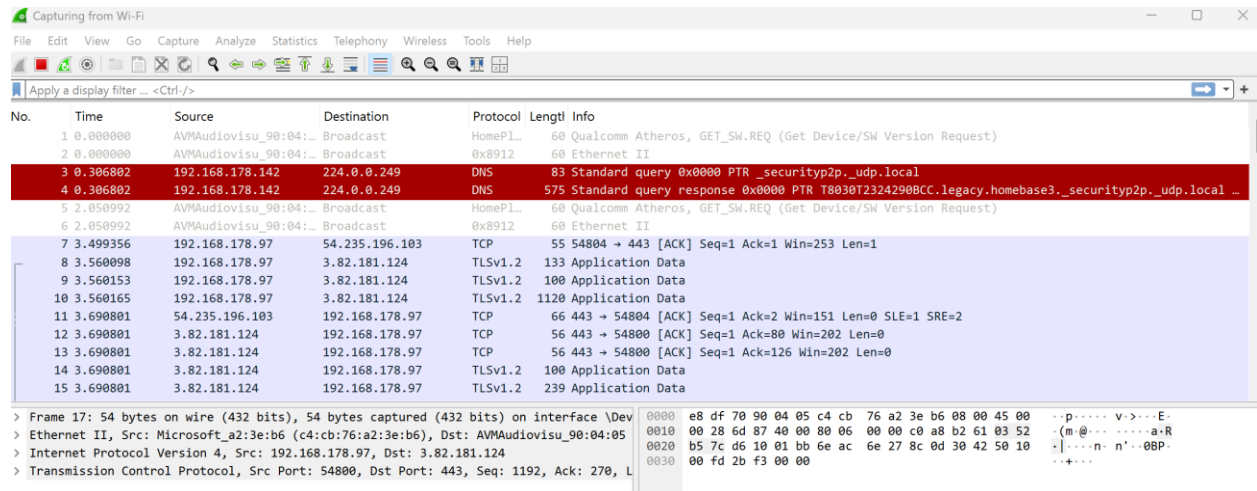 Capturing from Wi-Fi
File Edit View Go Capture Analyze Statistics Telephony Wireless Tools Help
Apply a display filter ... <Ctrl-/>
No. Time Source Destination Protocol Lengtl Info
1 0.000000 AVMAudiovisu_90:04:… Broadcast HomePl… 60 Qualcomm Atheros, GET_SW.REQ (Get Device/SW Version Request)
2 0.000000 AVMAudiovisu_90:04:… Broadcast 0x8912 60 Ethernet II
3 0.306802 192.168.178.142 224.0.0.249 DNS 83 Standard query 0x0000 PTR _securityp2p._udp.local
4 0.306802 192.168.178.142 224.0.0.249 DNS 575 Standard query response 0x0000 PTR T8030T2324290BCC.legacy.homebase3._securityp2p._udp.local …
5 2.050992 AVMAudiovisu_90:04:… Broadcast HomePl… 60 Qualcomm Atheros, GET_SW.REQ (Get Device/SW Version Request)
6 2.050992 AVMAudiovisu_90:04:… Broadcast 0x8912 60 Ethernet II
7 3.499356 192.168.178.97 54.235.196.103 TCP 55 54804 → 443 [ACK] Seq=1 Ack=1 Win=253 Len=1
8 3.560098 192.168.178.97 3.82.181.124 TLSv1.2 133 Application Data
9 3.560153 192.168.178.97 3.82.181.124 TLSv1.2 100 Application Data
10 3.560165 192.168.178.97 3.82.181.124 TLSv1.2 1120 Application Data
11 3.690801 54.235.196.103 192.168.178.97 TCP 66 443 → 54804 [ACK] Seq=1 Ack=2 Win=151 Len=0 SLE=1 SRE=2
12 3.690801 3.82.181.124 192.168.178.97 TCP 56 443 → 54800 [ACK] Seq=1 Ack=80 Win=202 Len=0
13 3.690801 3.82.181.124 192.168.178.97 TCP 56 443 → 54800 [ACK] Seq=1 Ack=126 Win=202 Len=0
14 3.690801 3.82.181.124 192.168.178.97 TLSv1.2 100 Application Data
15 3.690801 3.82.181.124 192.168.178.97 TLSv1.2 239 Application Data
> Frame 17: 54 bytes on wire (432 bits), 54 bytes captured (432 bits) on interface \Dev
> Ethernet II, Src: Microsoft_a2:3e:b6 (c4:cb:76:a2:3e:b6), Dst: AVMAudiovisu_90:04:05
> Internet Protocol Version 4, Src: 192.168.178.97, Dst: 3.82.181.124
> Transmission Control Protocol, Src Port: 54800, Dst Port: 443, Seq: 1192, Ack: 270, L
0000 e8 df 70 90 04 05 c4 cb 76 a2 3e b6 08 00 45 00 ··p····· v·>···E·
0010 00 28 6d 87 40 00 80 06 00 00 c0 a8 b2 61 03 52 ·(m·@··· ·····a·R
0020 b5 7c d6 10 01 bb 6e ac 6e 27 8c 0d 30 42 50 10 ·|····n· n'··0BP·
0030 00 fd 2b f3 00 00 ··+···